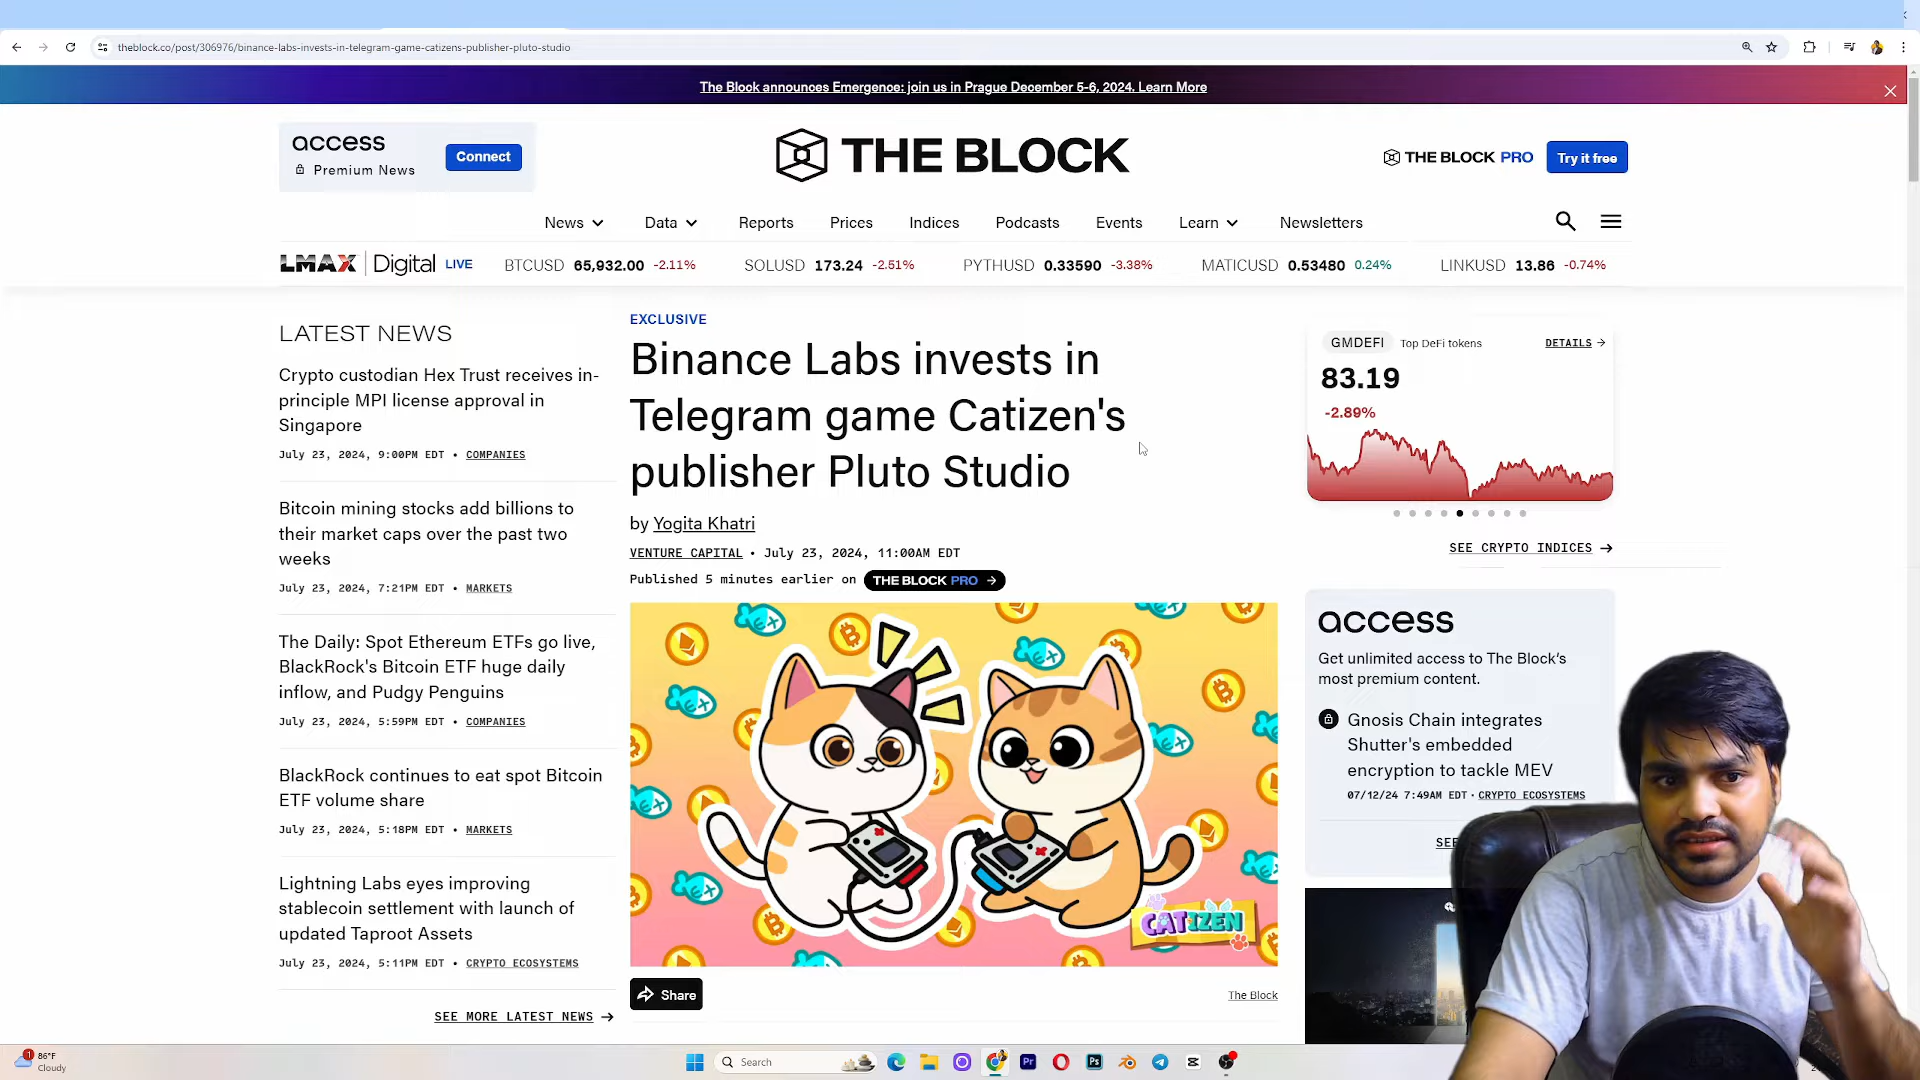 theblock.co/post/306976/binance-labs-invests-in-telegram-game-catizens-publisher-pluto-studio
The Block announces Emergence: join us in Prague December 5-6, 2024. Learn More
access
Premium News
Connect
THE BLOCK
THE BLOCK PRO
Try it free
News
Data
Reports
Prices
Indices
Podcasts
Events
Learn
Newsletters
LMAX Digital LIVE
BTCUSD 65,932.00 -2.11%
SOLUSD 173.24 -2.51%
PYTHUSD 0.33590 -3.38%
MATICUSD 0.53480 0.24%
LINKUSD 13.86 -0.74%
LATEST NEWS
Crypto custodian Hex Trust receives in-
principle MPI license approval in
Singapore
July 23, 2024, 9:00PM EDT • COMPANIES
Bitcoin mining stocks add billions to
their market caps over the past two
weeks
July 23, 2024, 7:21PM EDT • MARKETS
The Daily: Spot Ethereum ETFs go live,
BlackRock's Bitcoin ETF huge daily
inflow, and Pudgy Penguins
July 23, 2024, 5:59PM EDT • COMPANIES
BlackRock continues to eat spot Bitcoin
ETF volume share
July 23, 2024, 5:18PM EDT • MARKETS
Lightning Labs eyes improving
stablecoin settlement with launch of
updated Taproot Assets
July 23, 2024, 5:11PM EDT • CRYPTO ECOSYSTEMS
SEE MORE LATEST NEWS →
EXCLUSIVE
Binance Labs invests in
Telegram game Catizen's
publisher Pluto Studio
by Yogita Khatri
VENTURE CAPITAL • July 23, 2024, 11:00AM EDT
Published 5 minutes earlier on THE BLOCK PRO →
CATIZEN
Share
The Block
GMDEFI Top DeFi tokens
DETAILS →
83.19
-2.89%
SEE CRYPTO INDICES →
access
Get unlimited access to The Block's
most premium content.
Gnosis Chain integrates
Shutter's embedded
encryption to tackle MEV
07/12/24 7:49AM EDT • CRYPTO ECOSYSTEMS
SEE
1
86°F
Cloudy
Search
Pr
Ps